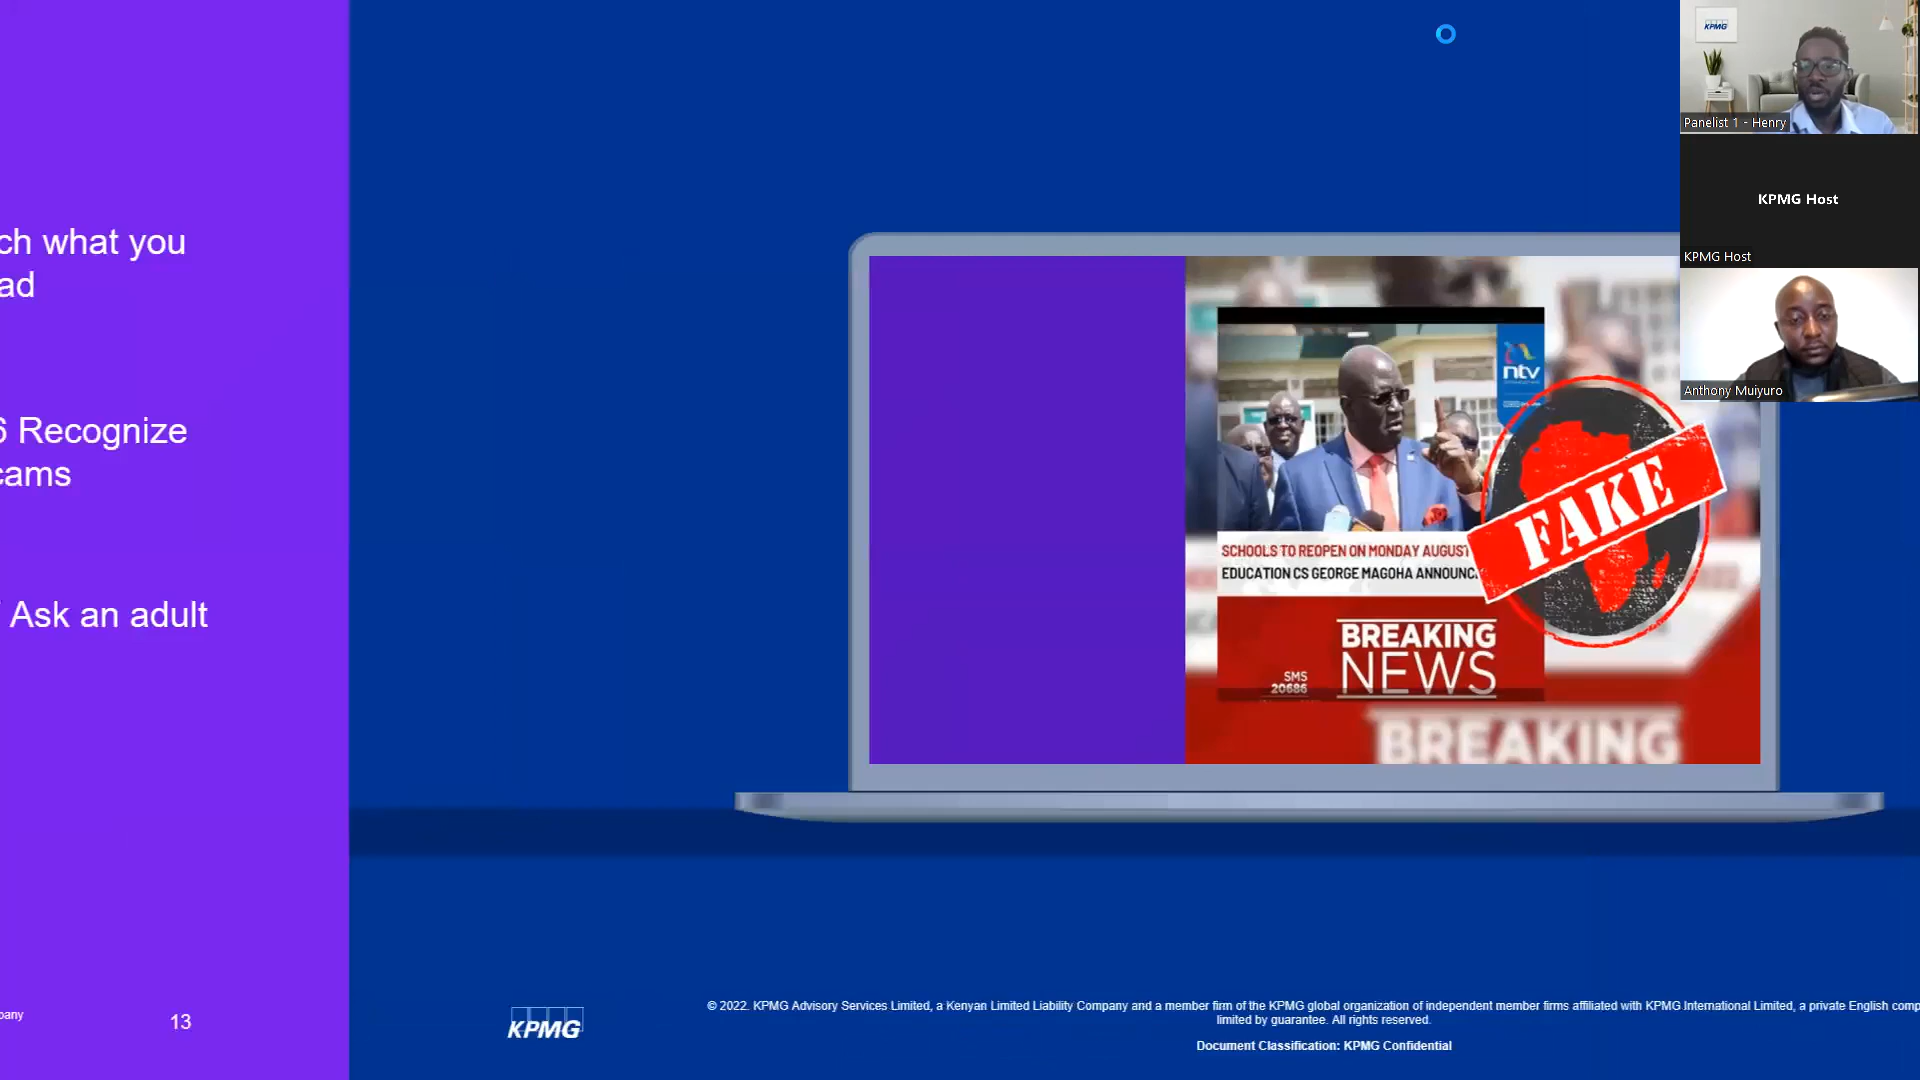 ch what you
ad
6 Recognize
cams
Ask an adult
pany
13
ntv
SCHOOLS TO REOPEN ON MONDAY AUGUST
EDUCATION CS GEORGE MAGOHA ANNOUNC
FAKE
BREAKING
NEWS
SMS
20686
BREAKING
KPMG
© 2022. KPMG Advisory Services Limited, a Kenyan Limited Liability Company and a member firm of the KPMG global organization of independent member firms affiliated with KPMG International Limited, a private English comp
limited by guarantee. All rights reserved.
Document Classification: KPMG Confidential
KPMG
Panelist 1 - Henry
KPMG Host
KPMG Host
Anthony Muiyuro